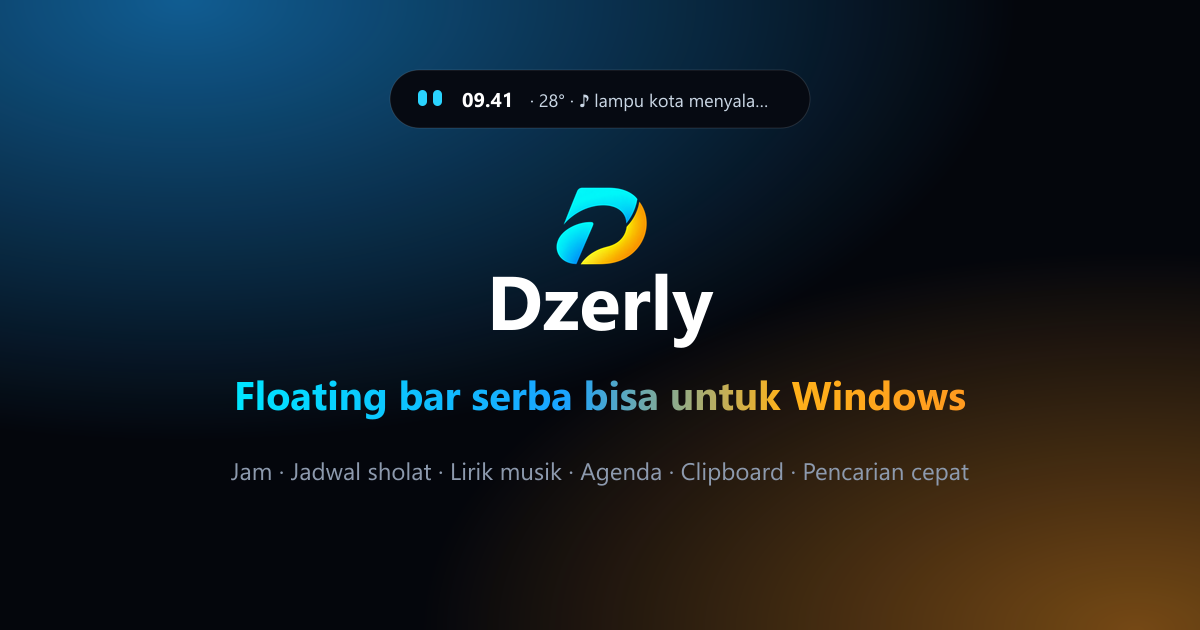 09.41 · 28° · ♪ lampu kota menyala...
Dzerly
Floating bar serba bisa untuk Windows
Jam · Jadwal sholat · Lirik musik · Agenda · Clipboard · Pencarian cepat